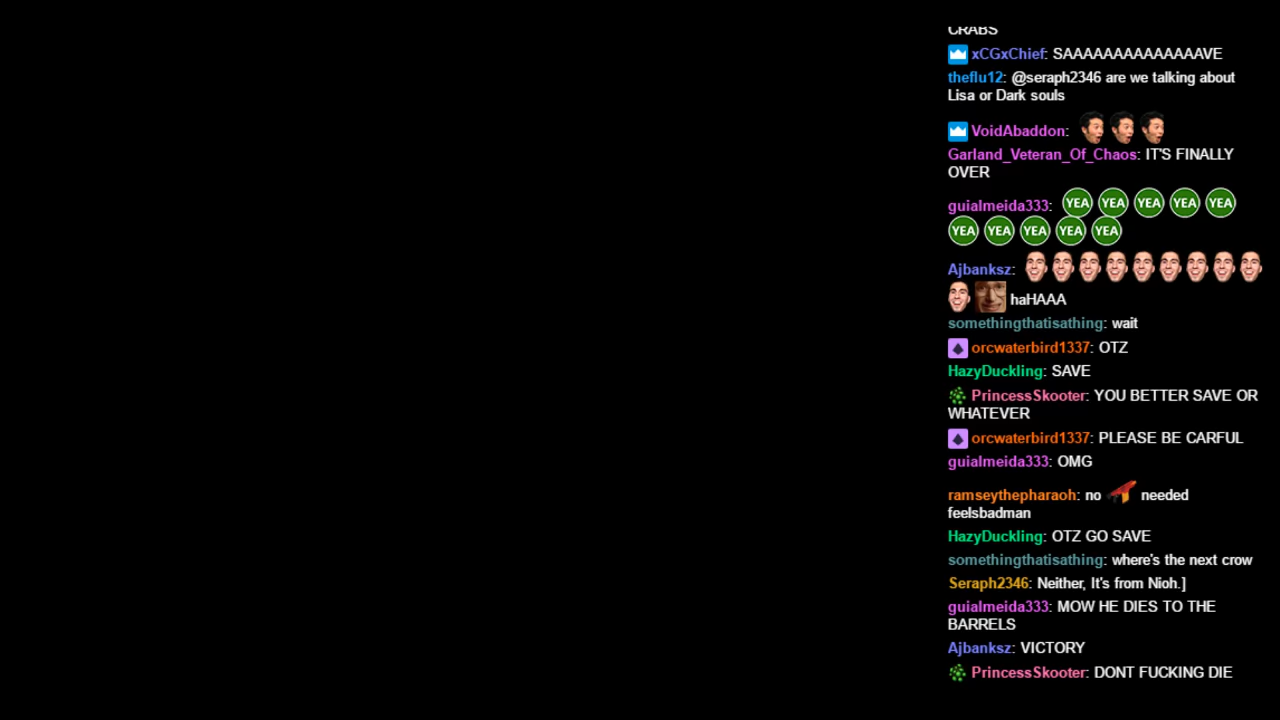 CRABS
xCGxChief: SAAAAAAAAAAAAAAVE
theflu12: @seraph2346 are we talking about
Lisa or Dark souls
VoidAbaddon:
Garland_Veteran_Of_Chaos: IT'S FINALLY
OVER
guialmeida333: YEA YEA YEA YEA YEA
YEA YEA YEA YEA YEA
Ajbanksz:
haHAAA
somethingthatisathing: wait
orcwaterbird1337: OTZ
HazyDuckling: SAVE
PrincessSkooter: YOU BETTER SAVE OR
WHATEVER
orcwaterbird1337: PLEASE BE CARFUL
guialmeida333: OMG
ramseythepharaoh: no needed
feelsbadman
HazyDuckling: OTZ GO SAVE
somethingthatisathing: where's the next crow
Seraph2346: Neither, It's from Nioh.]
guialmeida333: MOW HE DIES TO THE
BARRELS
Ajbanksz: VICTORY
PrincessSkooter: DONT FUCKING DIE